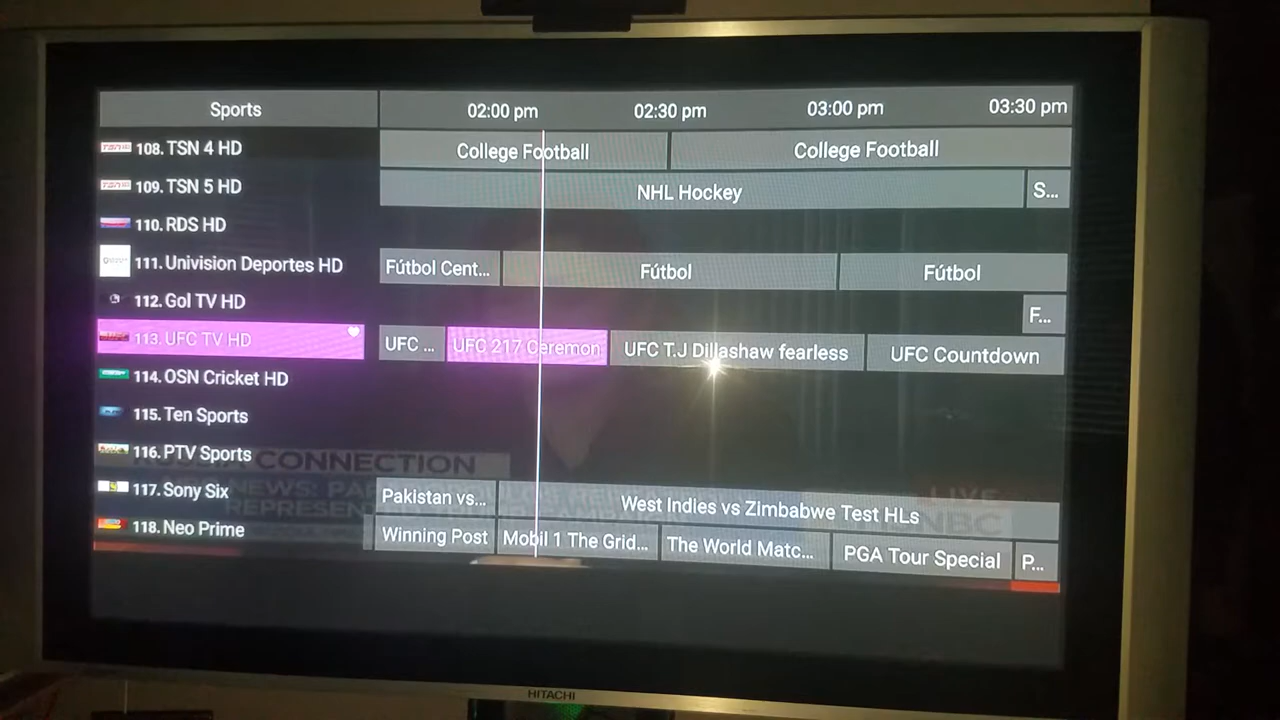 Sports 02:00 pm 02:30 pm 03:00 pm 03:30 pm
108. TSN 4 HD College Football College Football
109. TSN 5 HD NHL Hockey S...
110. RDS HD
111. Univision Deportes HD Fútbol Cent... Fútbol Fútbol
112. Gol TV HD F...
113. UFC TV HD UFC ... UFC 217 Ceremon UFC T.J Dillashaw fearless UFC Countdown
114. OSN Cricket HD
115. Ten Sports
116. PTV Sports
CONNECTION
117. Sony Six Pakistan vs... West Indies vs Zimbabwe Test HLs
NEWS:
LIVE
118. Neo Prime Winning Post Mobil 1 The Grid... The World Matc... PGA Tour Special P...
HITACHI